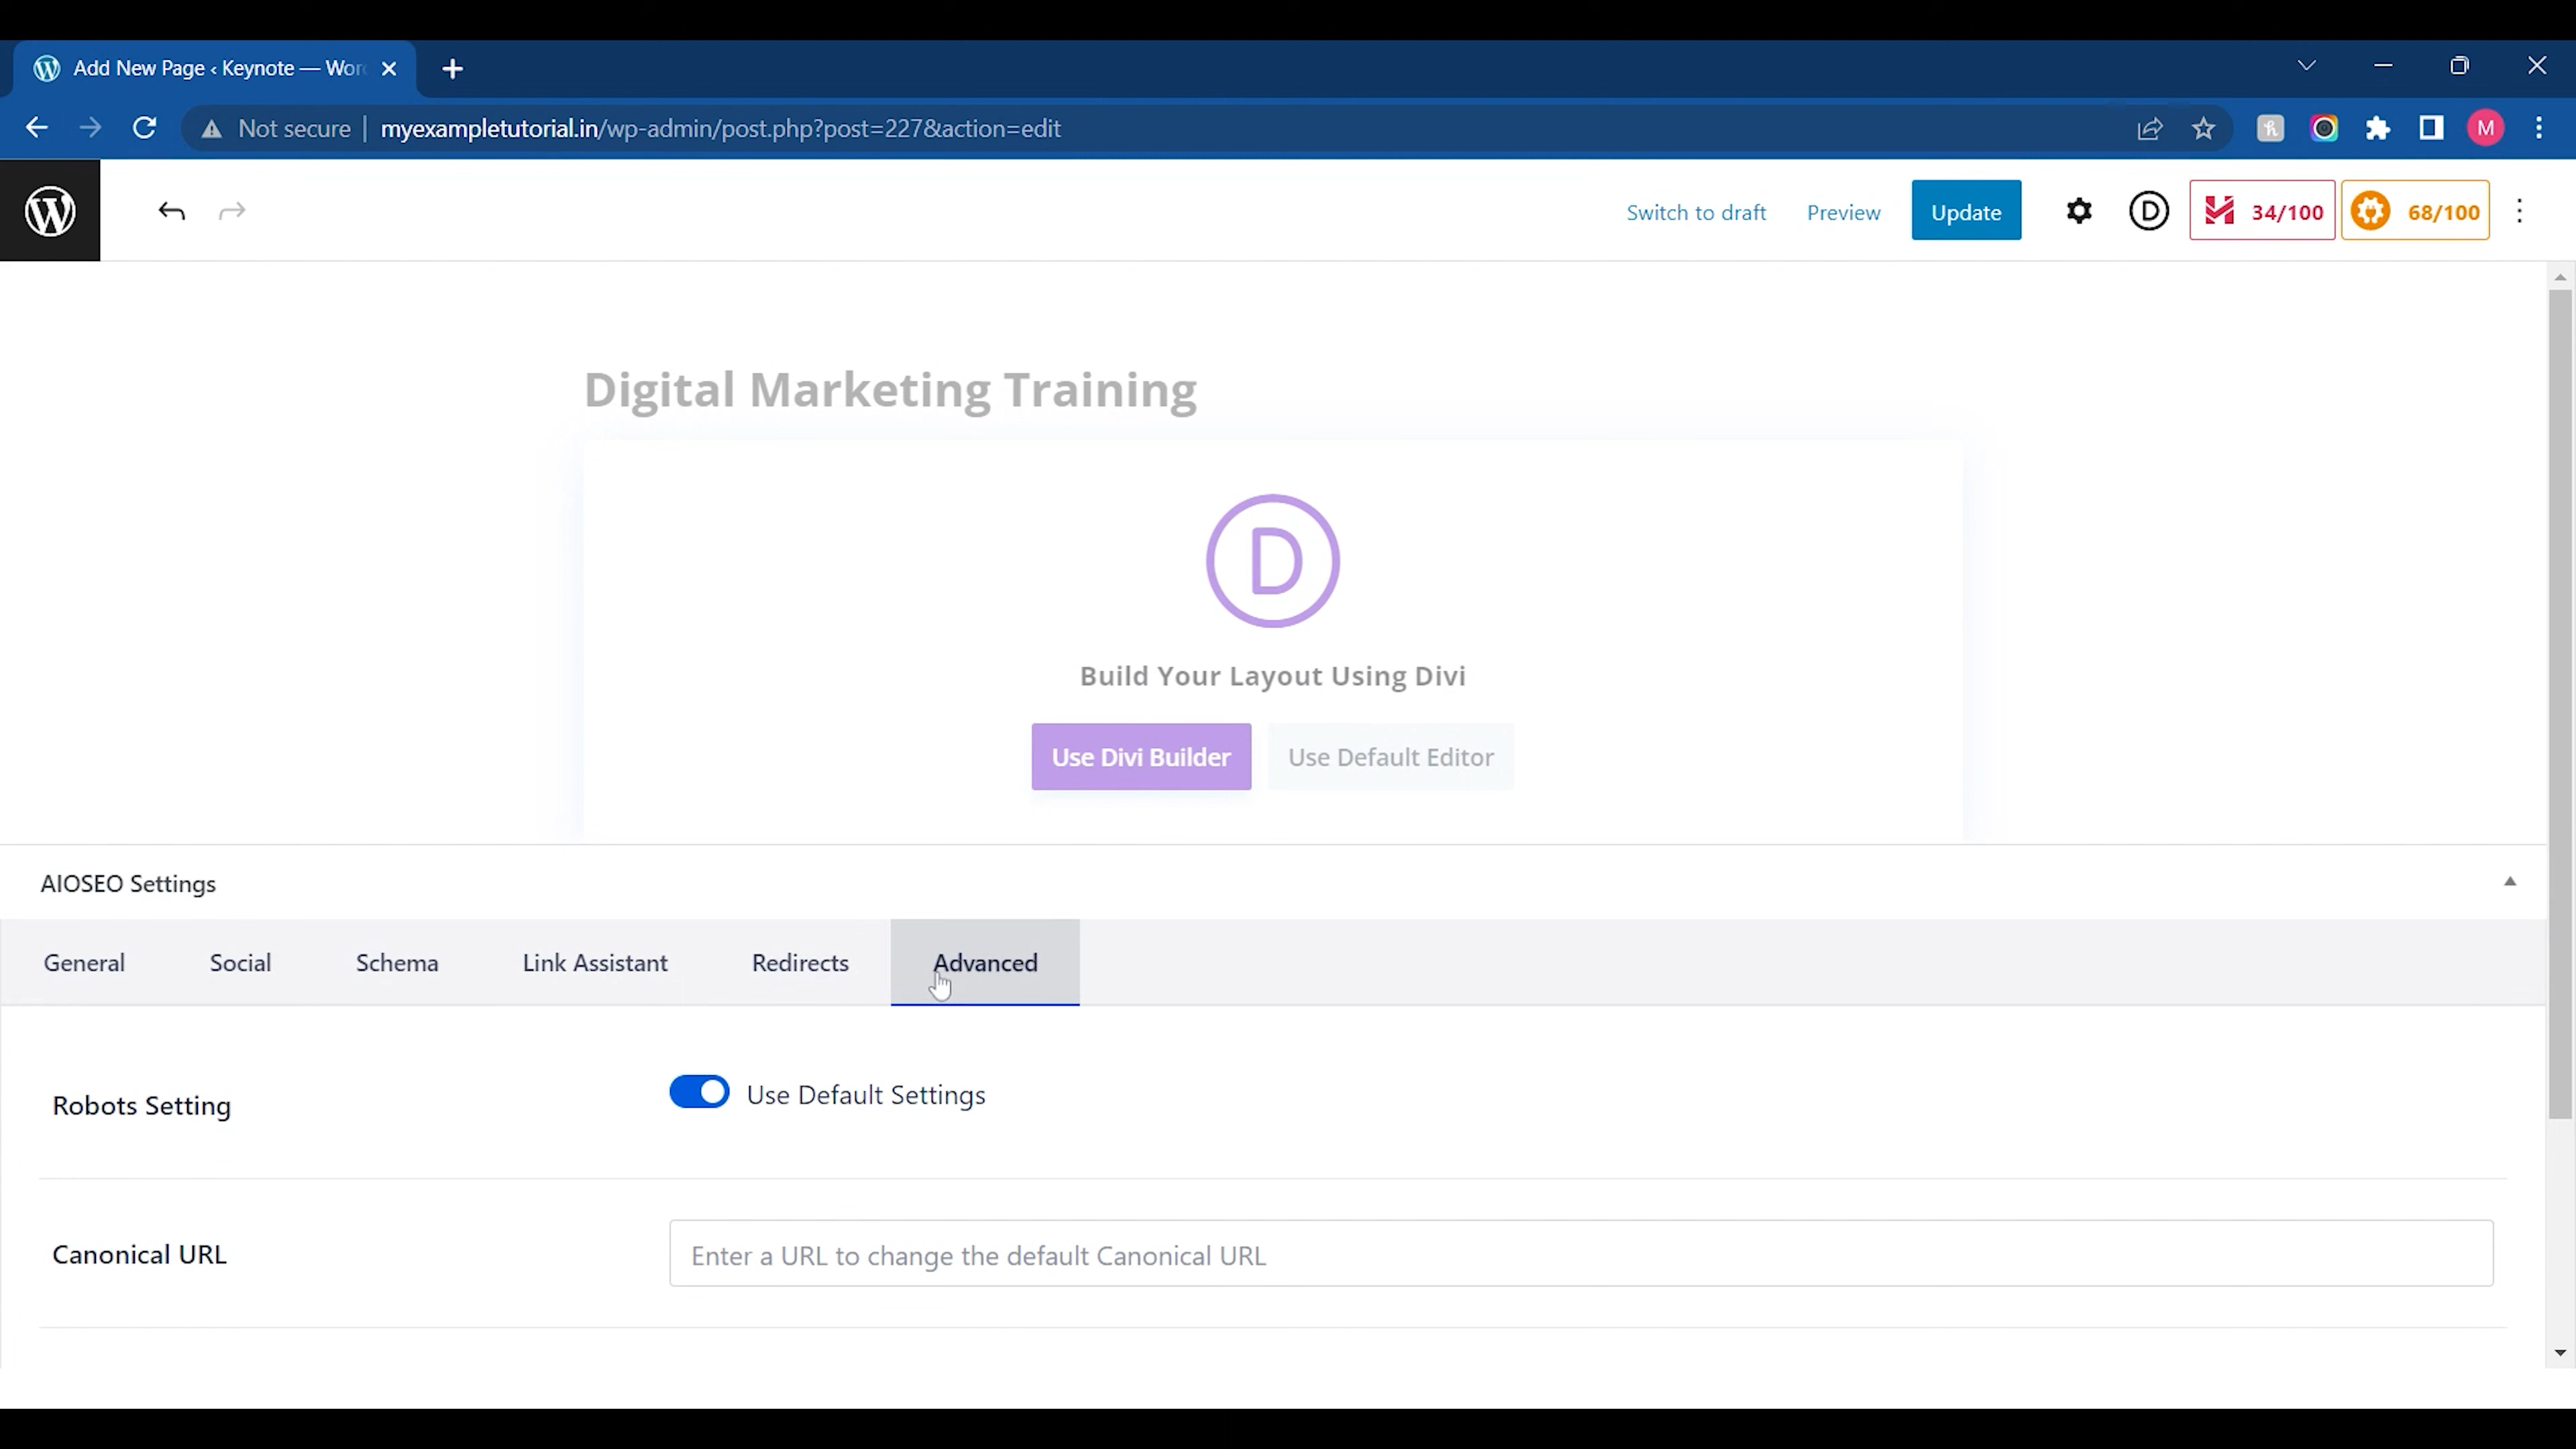 Add New Page ‹ Keynote — Wor
Not secure myexampletutorial.in/wp-admin/post.php?post=227&action=edit
M
Switch to draft Preview Update D 34/100 68/100
Digital Marketing Training
D
Build Your Layout Using Divi
Use Divi Builder Use Default Editor
AIOSEO Settings
General Social Schema Link Assistant Redirects Advanced
Robots Setting Use Default Settings
Canonical URL Enter a URL to change the default Canonical URL